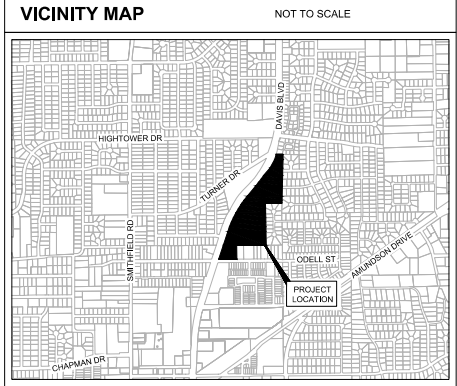 VICINITY MAP
NOT TO SCALE
DAVIS BLVD
HIGHTOWER DR
TURNER DR
SMITHFIELD RD
ODELL ST
AMUNDSON DRIVE
PROJECT
LOCATION
CHAPMAN DR